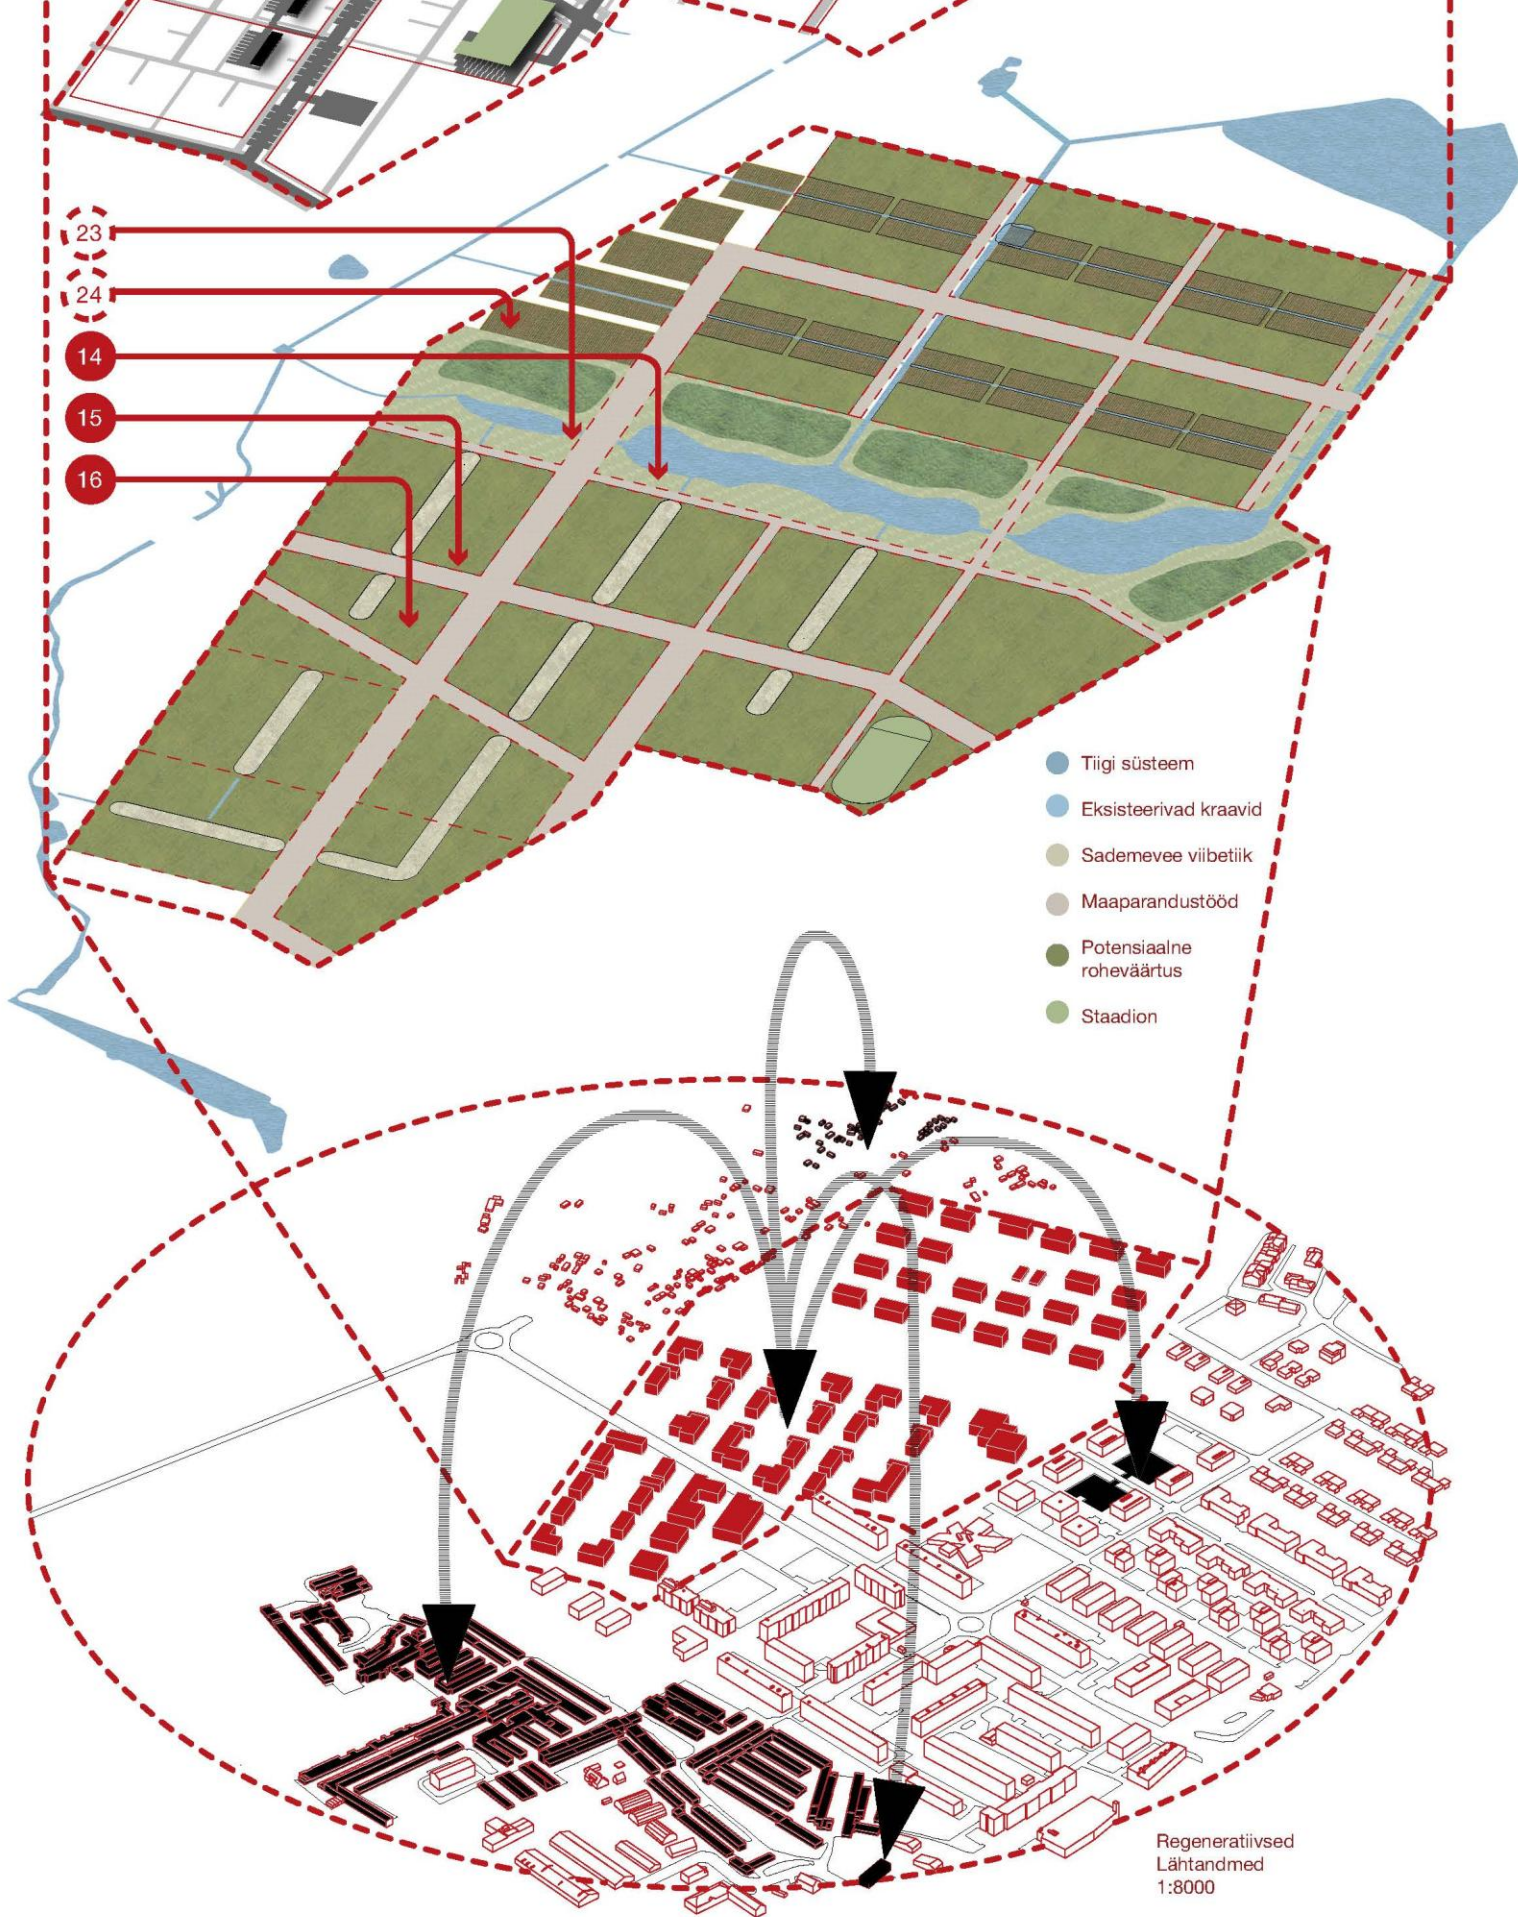 23
24
14
15
16
Tiigi süsteem
Eksisteerivad kraavid
Sademevee viibetiik
Maaparandustööd
Potensiaalne
roheväärtus
Staadion
Regeneratiivsed
Lähtandmed
1:8000